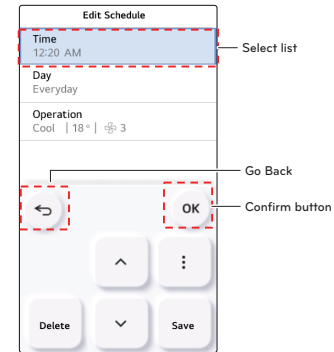 Edit Schedule
Time
12:20 AM
Select list
Day
Everyday
Operation
Cool | 18° | 3
Go Back
OK
Confirm button
Delete
Save